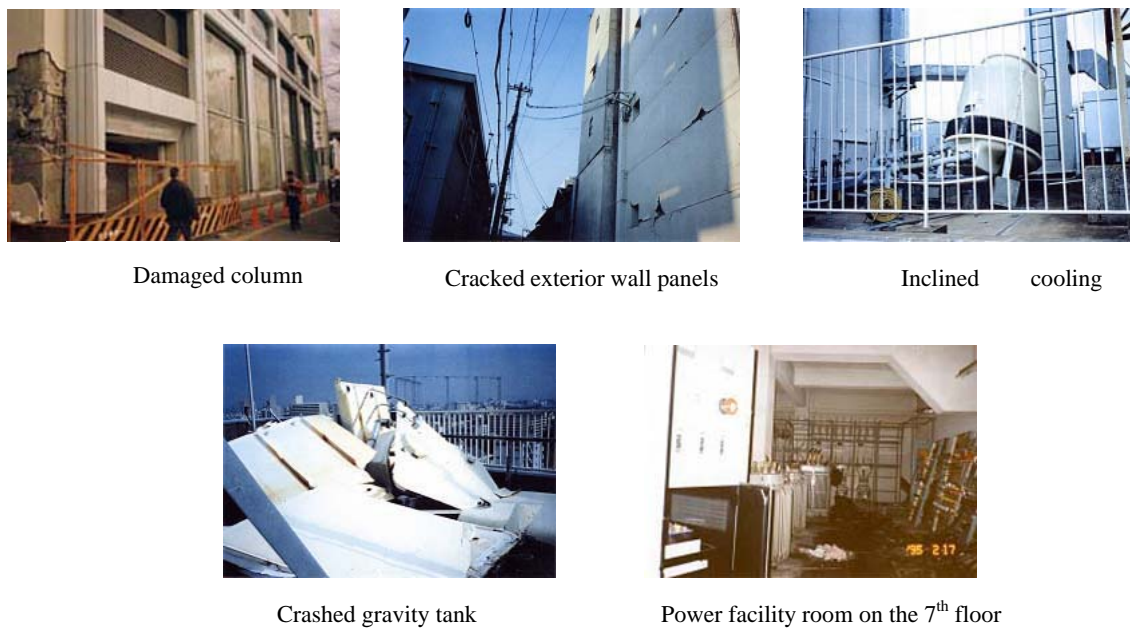 Damaged column
Cracked exterior wall panels
Inclined cooling
Crashed gravity tank
'95 2 17
Power facility room on the 7th floor